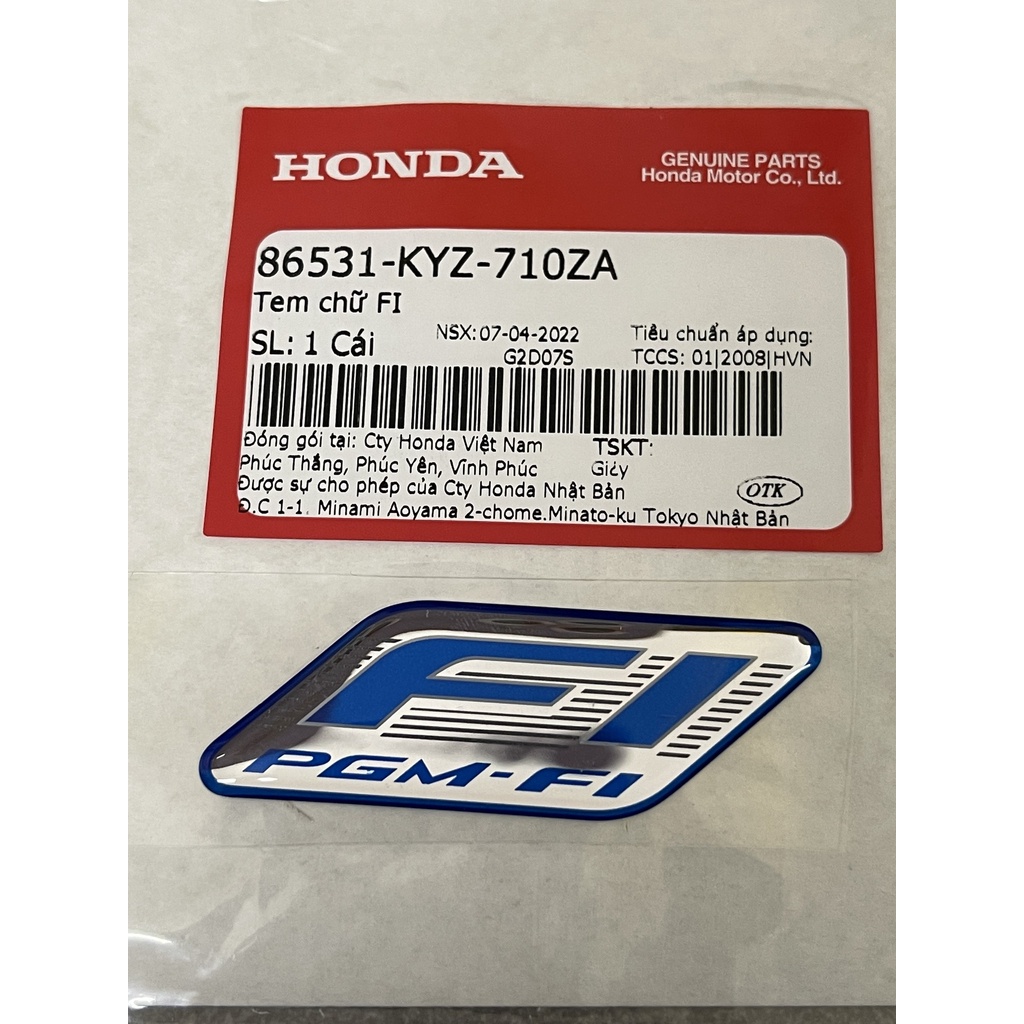 HONDA
GENUINE PARTS
Honda Motor Co., Ltd.
86531-KYZ-710ZA
Tem chữ FI
SL: 1 Cái
NSX: 07-04-2022
G2D07S
Tiêu chuẩn áp dụng:
TCCS: 01|2008|HVN
Đóng gói tại: Cty Honda Việt Nam
Phúc Thắng, Phúc Yên, Vĩnh Phúc
TSKT:
Giấy
Được sự cho phép của Cty Honda Nhật Bản
OTK
Đ.C 1-1. Minami Aoyama 2-chome.Minato-ku Tokyo Nhật Bản
FI
PGM-FI